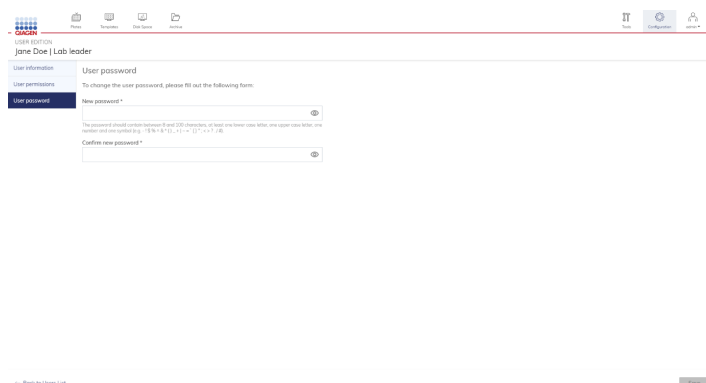 Plates Templates Disk Space Archive Tools Configuration admin
QIAGEN
USER EDITION
Jane Doe | Lab leader
User information
User permissions
User password
User password
To change the user password, please fill out the following form:
New password *
The password should contain between 8 and 200 characters, at least one lower case letter, one upper case letter, one
number and one symbol
Confirm new password *
Back to Users List
Save